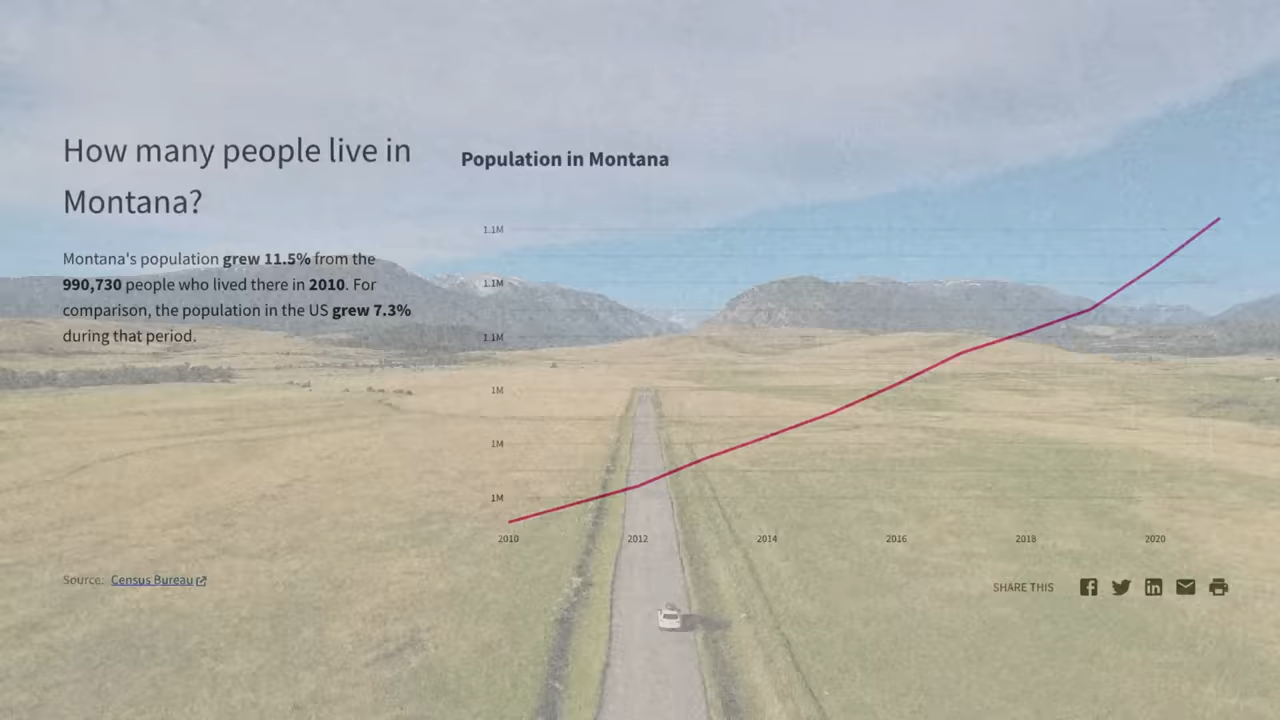 How many people live in
Montana?
Montana's population grew 11.5% from the
990,730 people who lived there in 2010. For
comparison, the population in the US grew 7.3%
during that period.
Source: Census Bureau
Population in Montana
1.1M
1.1M
1.1M
1M
1M
1M
2010 2012 2014 2016 2018 2020
SHARE THIS